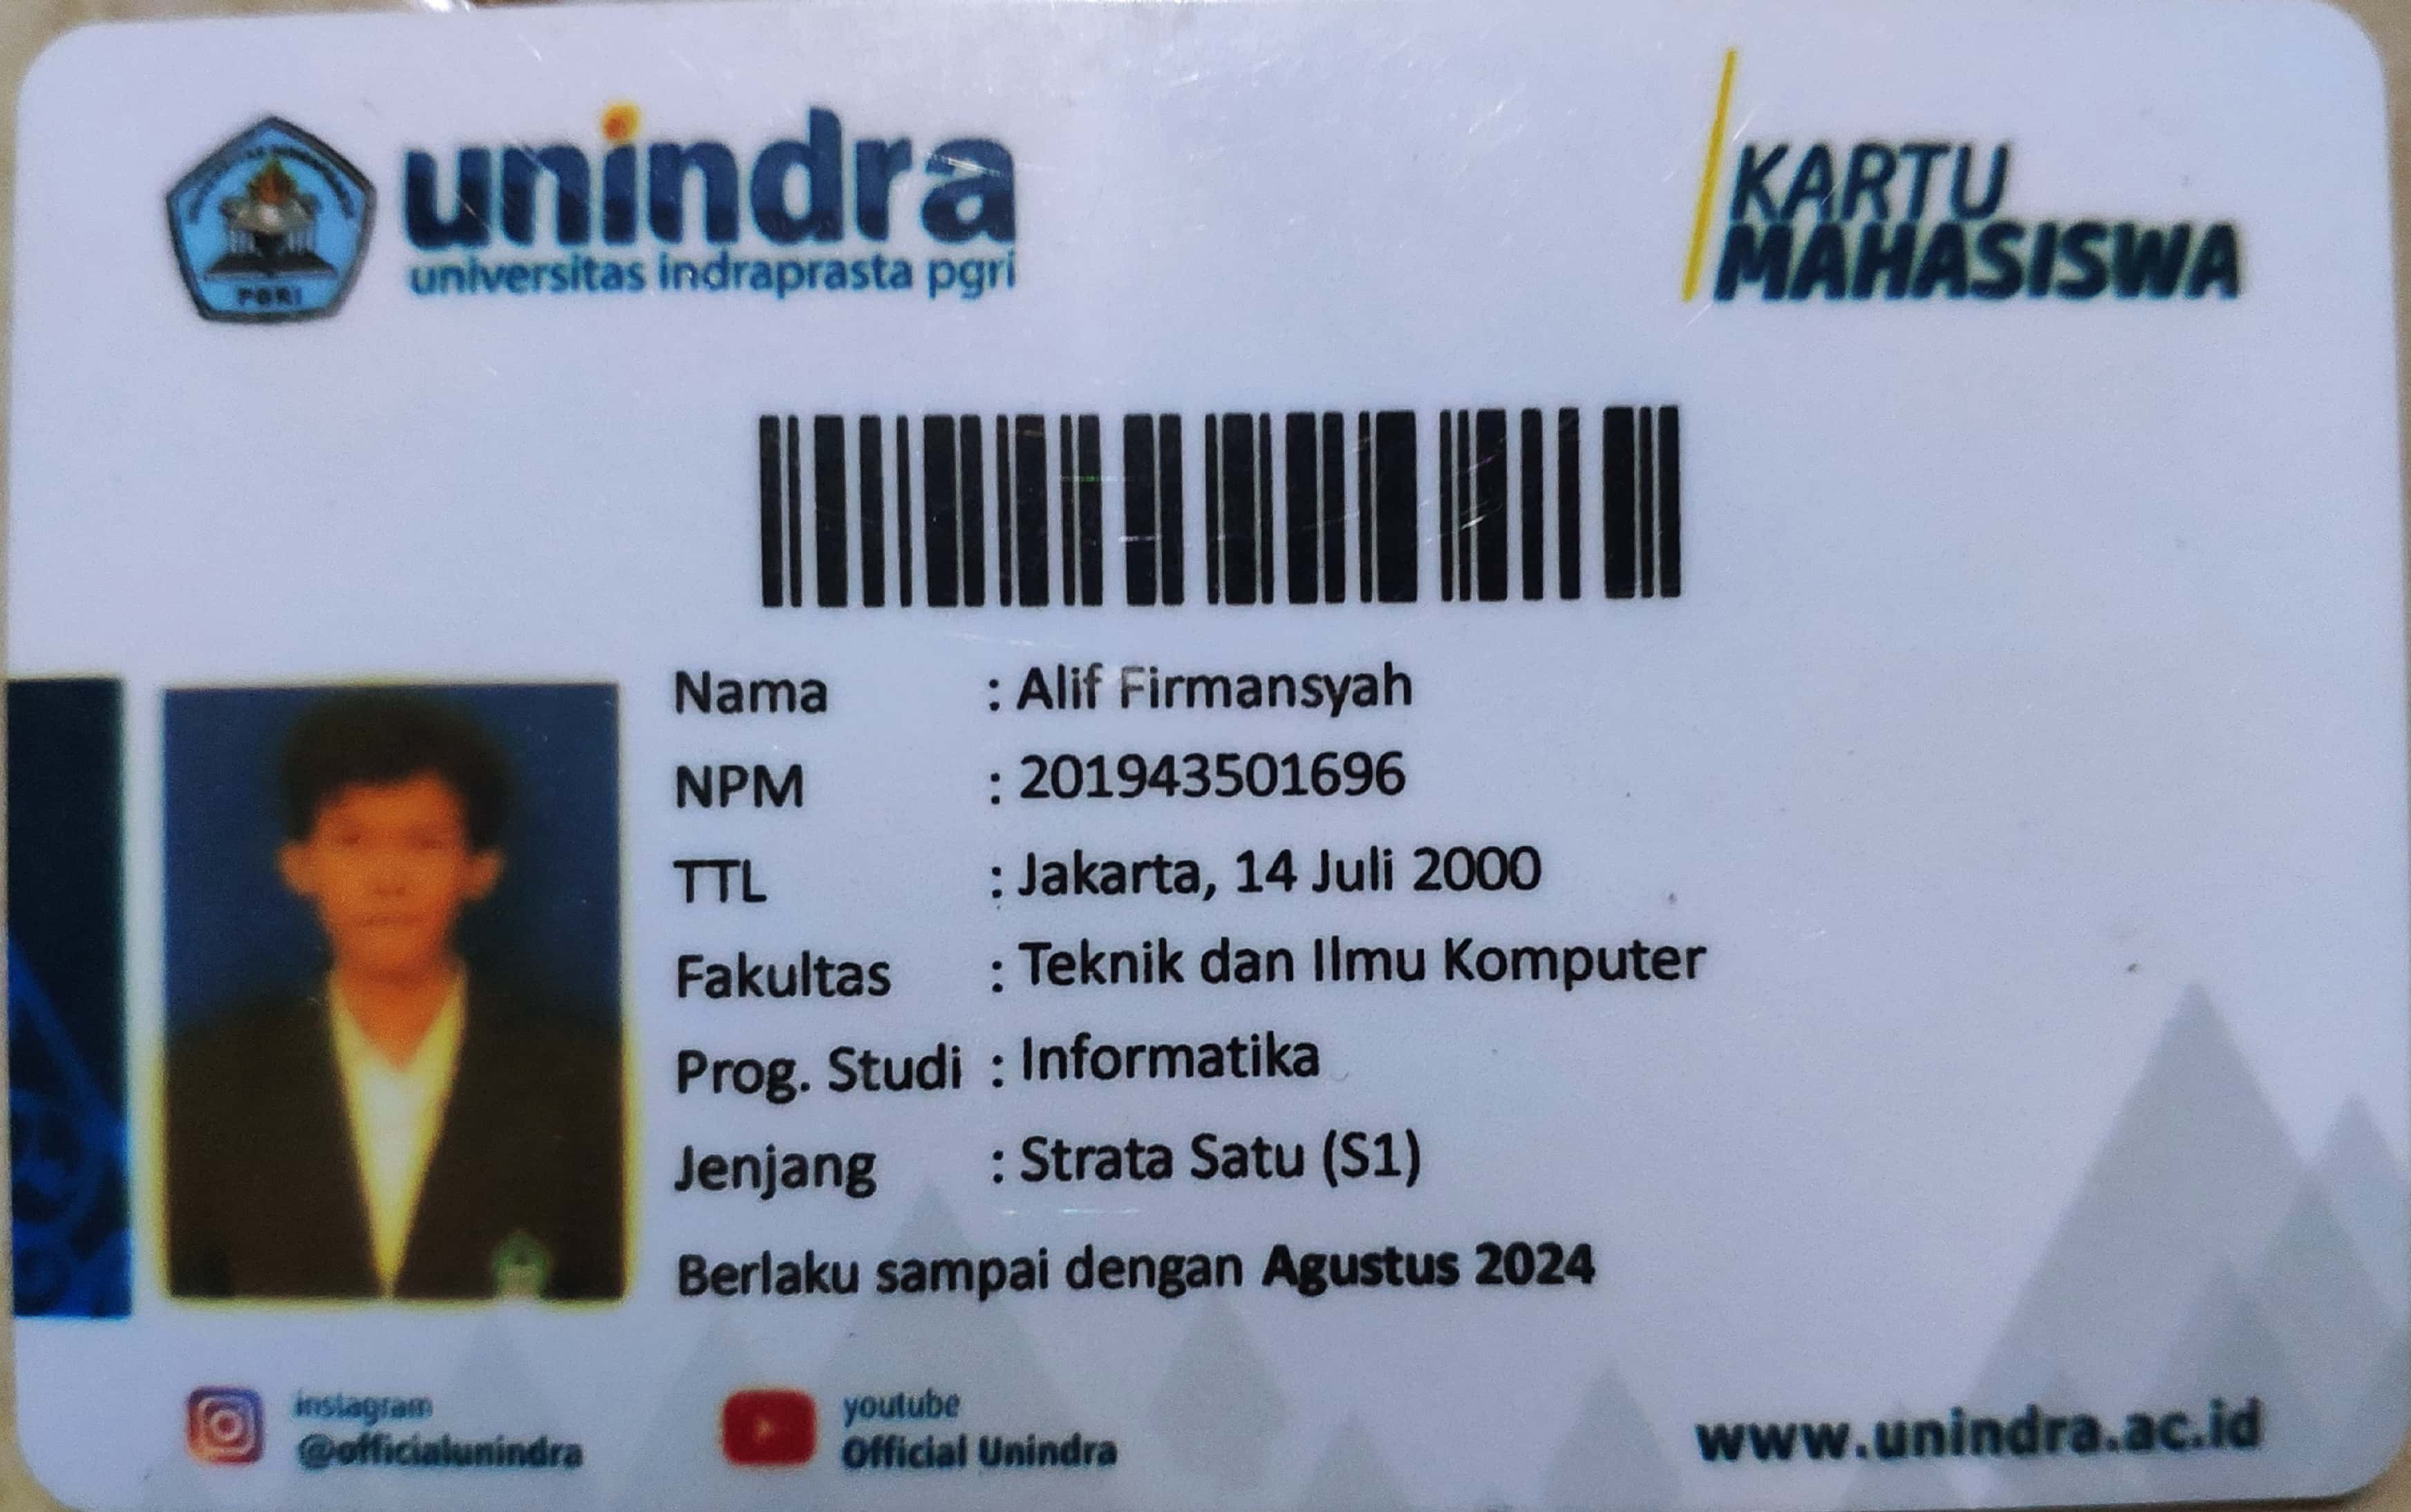 unindra
universitas indraprasta pgri
PGRI
KARTU
MAHASISWA
Nama : Alif Firmansyah
NPM : 201943501696
TTL : Jakarta, 14 Juli 2000
Fakultas : Teknik dan Ilmu Komputer
Prog. Studi : Informatika
Jenjang : Strata Satu (S1)
Berlaku sampai dengan Agustus 2024
instagram
@officialunindra
youtube
Official Unindra
www.unindra.ac.id